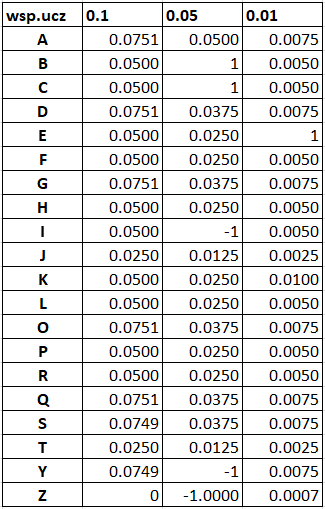 wsp.ucz 0.1 0.05 0.01
A 0.0751 0.0500 0.0075
B 0.0500 1 0.0050
C 0.0500 1 0.0050
D 0.0751 0.0375 0.0075
E 0.0500 0.0250 1
F 0.0500 0.0250 0.0050
G 0.0751 0.0375 0.0075
H 0.0500 0.0250 0.0050
I 0.0500 -1 0.0050
J 0.0250 0.0125 0.0025
K 0.0500 0.0250 0.0100
L 0.0500 0.0250 0.0050
O 0.0751 0.0375 0.0075
P 0.0500 0.0250 0.0050
R 0.0500 0.0250 0.0050
Q 0.0751 0.0375 0.0075
S 0.0749 0.0375 0.0075
T 0.0250 0.0125 0.0025
Y 0.0749 -1 0.0075
Z 0 -1.0000 0.0007